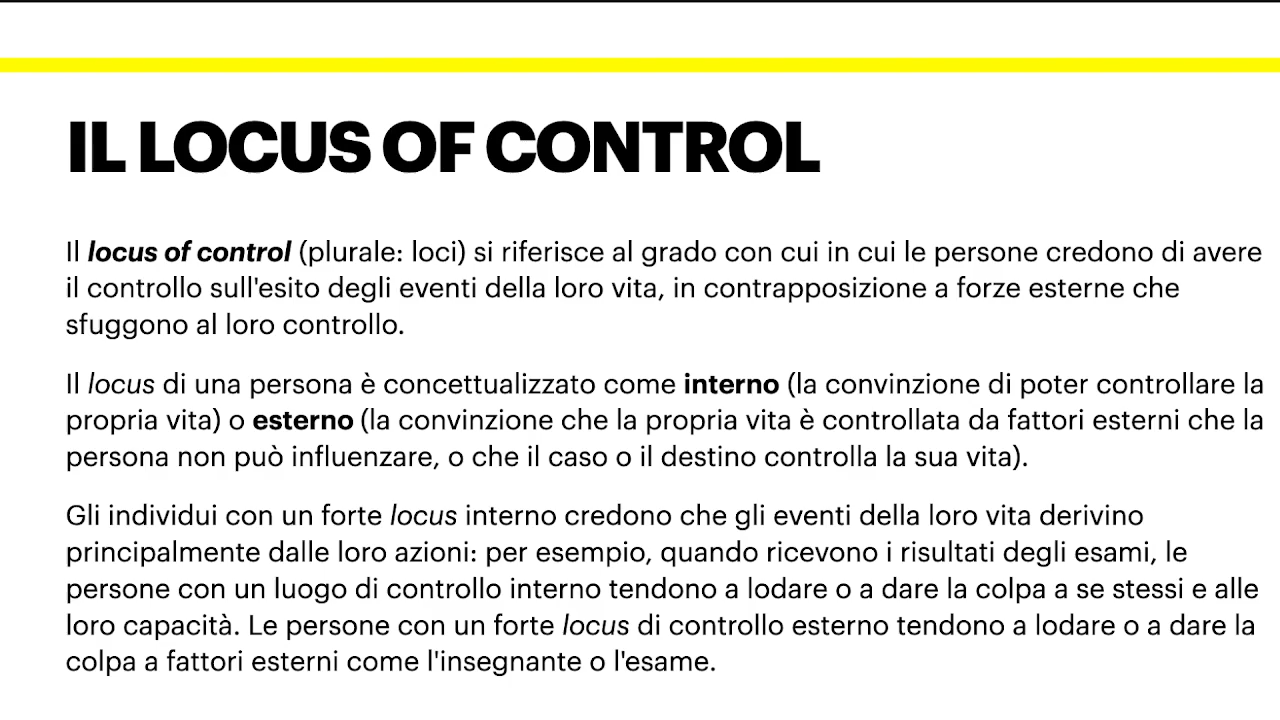 IL LOCUS OF CONTROL
Il locus of control (plurale: loci) si riferisce al grado con cui in cui le persone credono di avere
il controllo sull'esito degli eventi della loro vita, in contrapposizione a forze esterne che
sfuggono al loro controllo.
Il locus di una persona è concettualizzato come interno (la convinzione di poter controllare la
propria vita) o esterno (la convinzione che la propria vita è controllata da fattori esterni che la
persona non può influenzare, o che il caso o il destino controlla la sua vita).
Gli individui con un forte locus interno credono che gli eventi della loro vita derivino
principalmente dalle loro azioni: per esempio, quando ricevono i risultati degli esami, le
persone con un luogo di controllo interno tendono a lodare o a dare la colpa a se stessi e alle
loro capacità. Le persone con un forte locus di controllo esterno tendono a lodare o a dare la
colpa a fattori esterni come l'insegnante o l'esame.